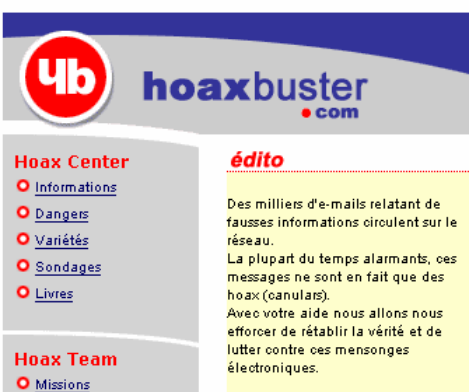 hoaxbuster
.com
Hoax Center
Informations
Dangers
Variétés
Sondages
Livres
Hoax Team
Missions
édito
Des milliers d'e-mails relatant de
fausses informations circulent sur le
réseau.
La plupart du temps alarmants, ces
messages ne sont en fait que des
hoax (canulars).
Avec votre aide nous allons nous
efforcer de rétablir la vérité et de
lutter contre ces mensonges
électroniques.